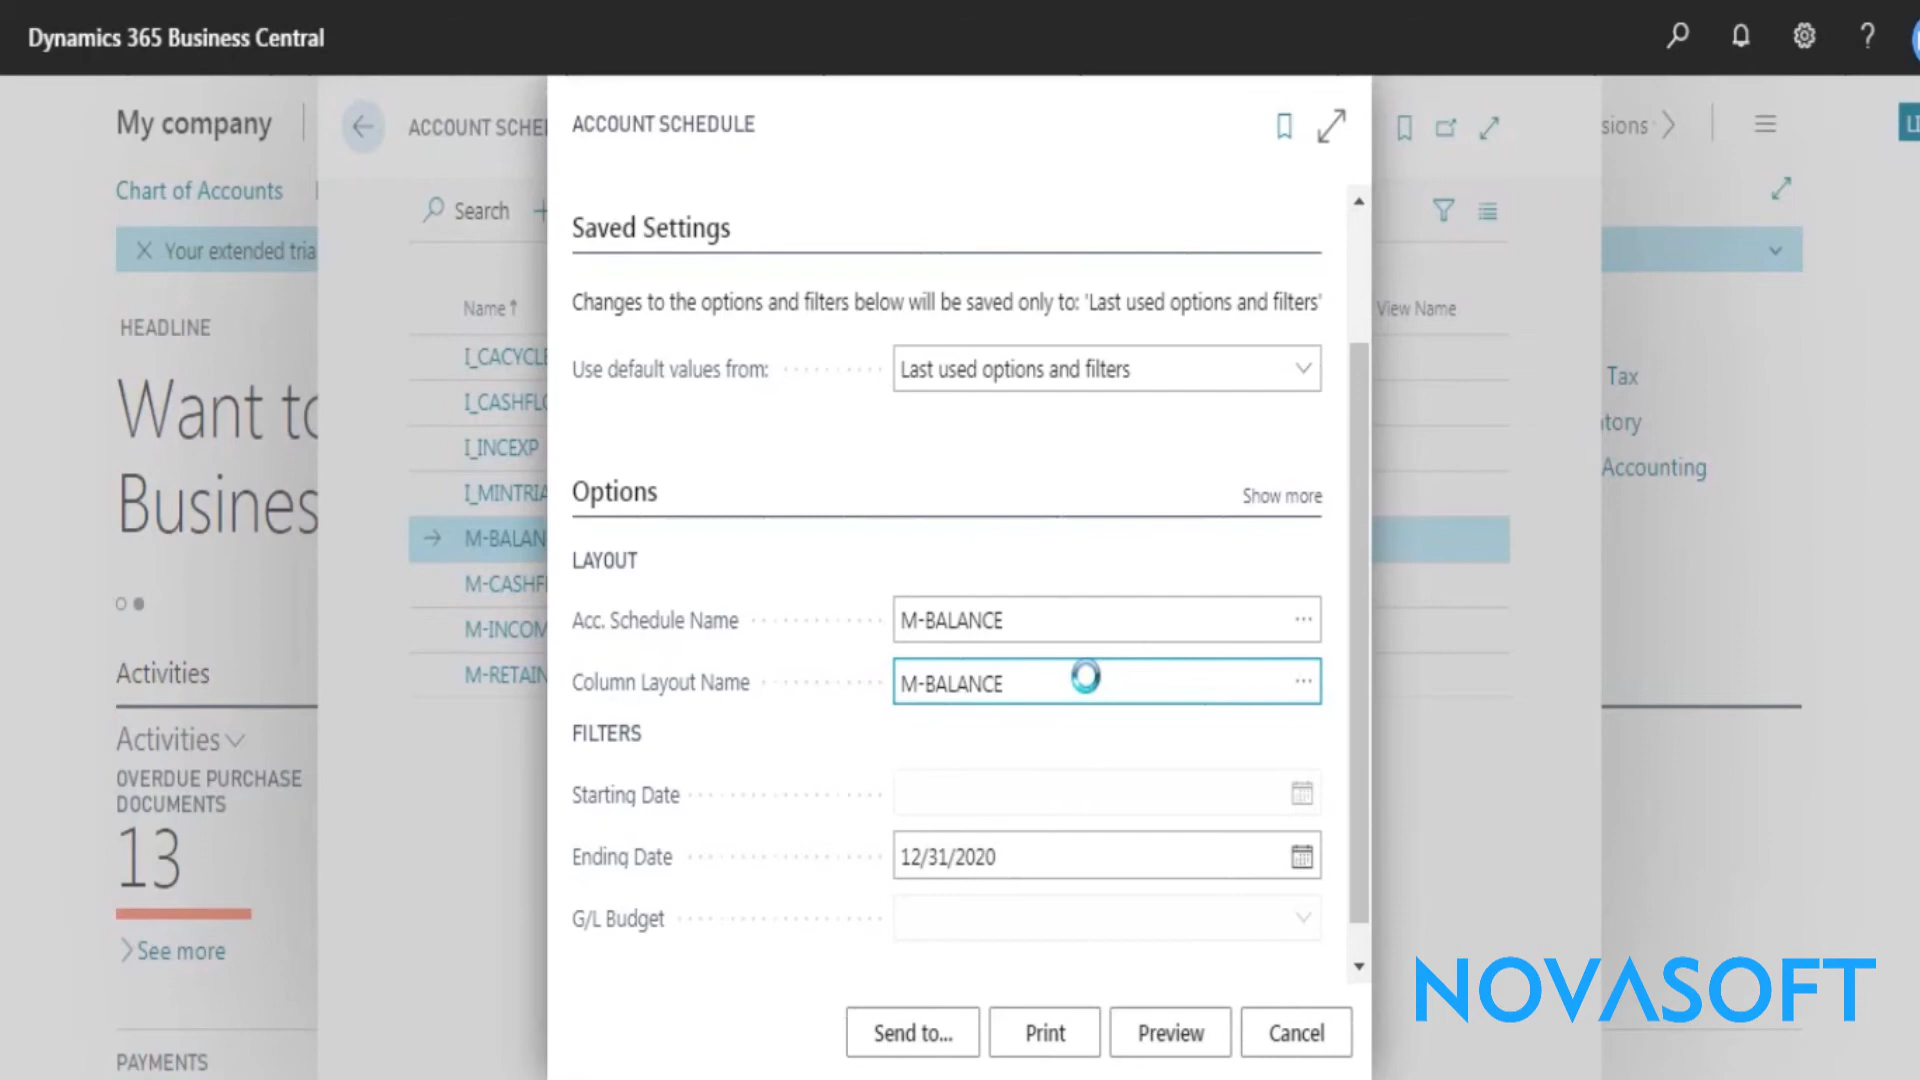 Dynamics 365 Business Central
?
My company
Chart of Accounts
Your extended tria
HEADLINE
Want to
Business
Activities
Activities
OVERDUE PURCHASE
DOCUMENTS
13
See more
PAYMENTS
ACCOUNT SCHE
Search
Name
I_CACYCLE
I_CASHFLO
I_INCEXP
I_MINTRIA
M-BALAN
M-CASHF
M-INCOM
M-RETAIN
ACCOUNT SCHEDULE
Saved Settings
Changes to the options and filters below will be saved only to: 'Last used options and filters'
Use default values from:
Last used options and filters
Options
Show more
LAYOUT
Acc. Schedule Name
M-BALANCE
Column Layout Name
M-BALANCE
FILTERS
Starting Date
Ending Date
12/31/2020
G/L Budget
Send to...
Print
Preview
Cancel
View Name
sions
Tax
tory
Accounting
NOVASOFT